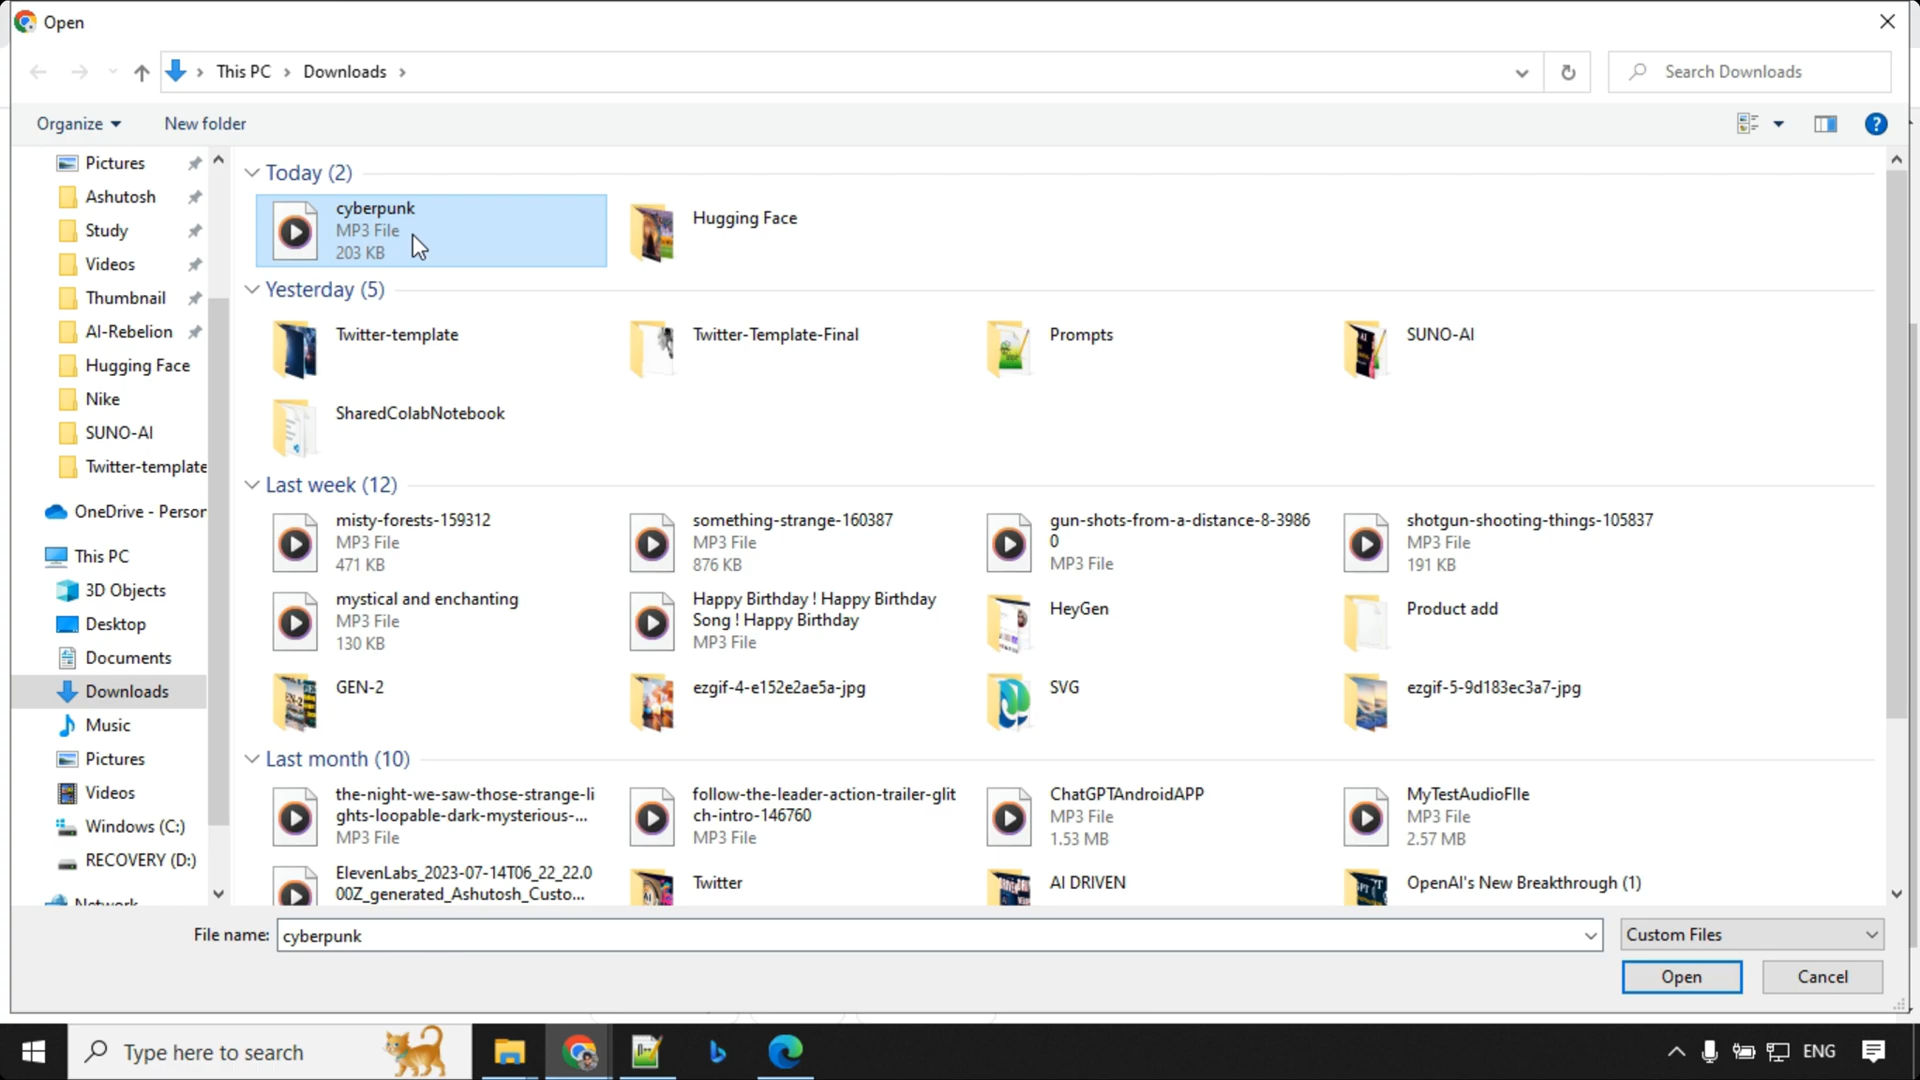 Open
This PC
Downloads
Search Downloads
Organize
New folder
Pictures
Ashutosh
Study
Videos
Thumbnail
AI-Rebelion
Hugging Face
Nike
SUNO-AI
Twitter-template
OneDrive - Person
This PC
3D Objects
Desktop
Documents
Downloads
Music
Pictures
Videos
Windows (C:)
RECOVERY (D:)
Network
Today (2)
cyberpunk
MP3 File
203 KB
Hugging Face
Yesterday (5)
Twitter-template
Twitter-Template-Final
Prompts
SUNO-AI
SharedColabNotebook
Last week (12)
misty-forests-159312
MP3 File
471 KB
something-strange-160387
MP3 File
876 KB
gun-shots-from-a-distance-8-3986
0
MP3 File
shotgun-shooting-things-105837
MP3 File
191 KB
mystical and enchanting
MP3 File
130 KB
Happy Birthday ! Happy Birthday
Song ! Happy Birthday
MP3 File
HeyGen
Product add
GEN-2
ezgif-4-e152e2ae5a-jpg
SVG
ezgif-5-9d183ec3a7-jpg
Last month (10)
the-night-we-saw-those-strange-li
ghts-loopable-dark-mysterious-...
MP3 File
follow-the-leader-action-trailer-glit
ch-intro-146760
MP3 File
ChatGPTAndroidAPP
MP3 File
1.53 MB
MyTestAudioFIle
MP3 File
2.57 MB
ElevenLabs_2023-07-14T06_22_22.0
00Z_generated_Ashutosh_Custo...
Twitter
AI DRIVEN
OpenAI's New Breakthrough (1)
File name:
cyberpunk
Custom Files
Open
Cancel
Type here to search
ENG